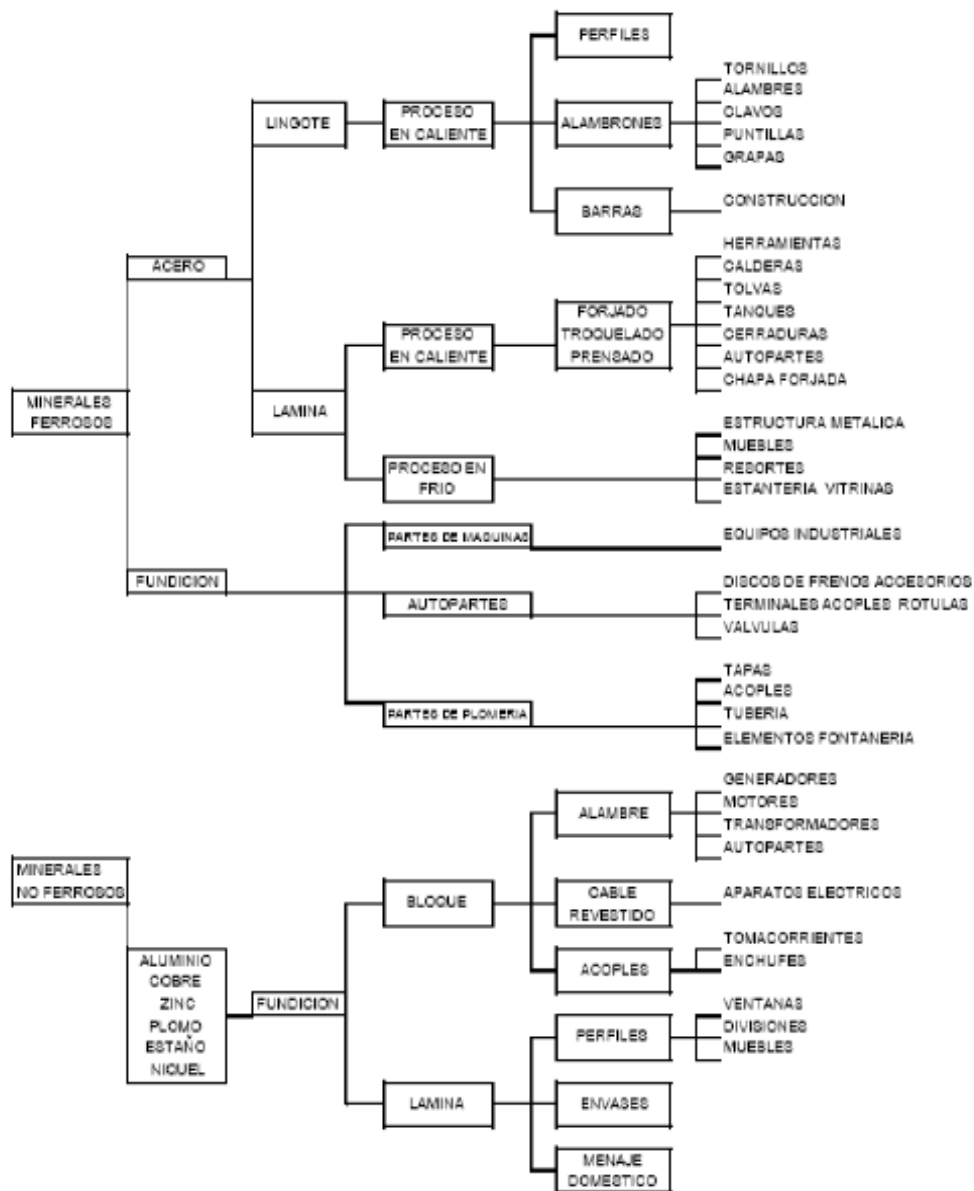 PERFILES
TORNILLOS
ALAMBRES
LINGOTE
PROCESO
EN CALIENTE
ALAMBRONES
CLAVOS
PUNTILLAS
GRAPAS
BARRAS
CONSTRUCCION
HERRAMIENTAS
ACERO
CALDERAS
TOLVAS
PROCESO
EN CALIENTE
FORJADO
TROQUELADO
PRENSADO
TANQUES
CERRADURAS
AUTOPARTES
CHAPA FORJADA
MINERALES
FERROSOS
LAMINA
ESTRUCTURA METALICA
MUEBLES
PROCESO EN
FRIO
RESORTES
ESTANTERIA VITRINAS
PARTES DE MAQUINAS
EQUIPOS INDUSTRIALES
FUNDICION
AUTOPARTES
DISCOS DE FRENOS ACCESORIOS
TERMINALES ACOPLES ROTULAS
VALVULAS
PARTES DE PLOMERIA
TAPAS
ACOPLES
TUBERIA
ELEMENTOS FONTANERIA
GENERADORES
ALAMBRE
MOTORES
TRANSFORMADORES
AUTOPARTES
MINERALES
NO FERROSOS
BLOQUE
CABLE
REVESTIDO
APARATOS ELECTRICOS
ACOPLES
TOMACORRIENTES
ENCHUFES
ALUMINIO
COBRE
ZINC
PLOMO
ESTAÑO
NIQUEL
FUNDICION
PERFILES
VENTANAS
DIVISIONES
MUEBLES
LAMINA
ENVASES
MENAJE
DOMESTICO